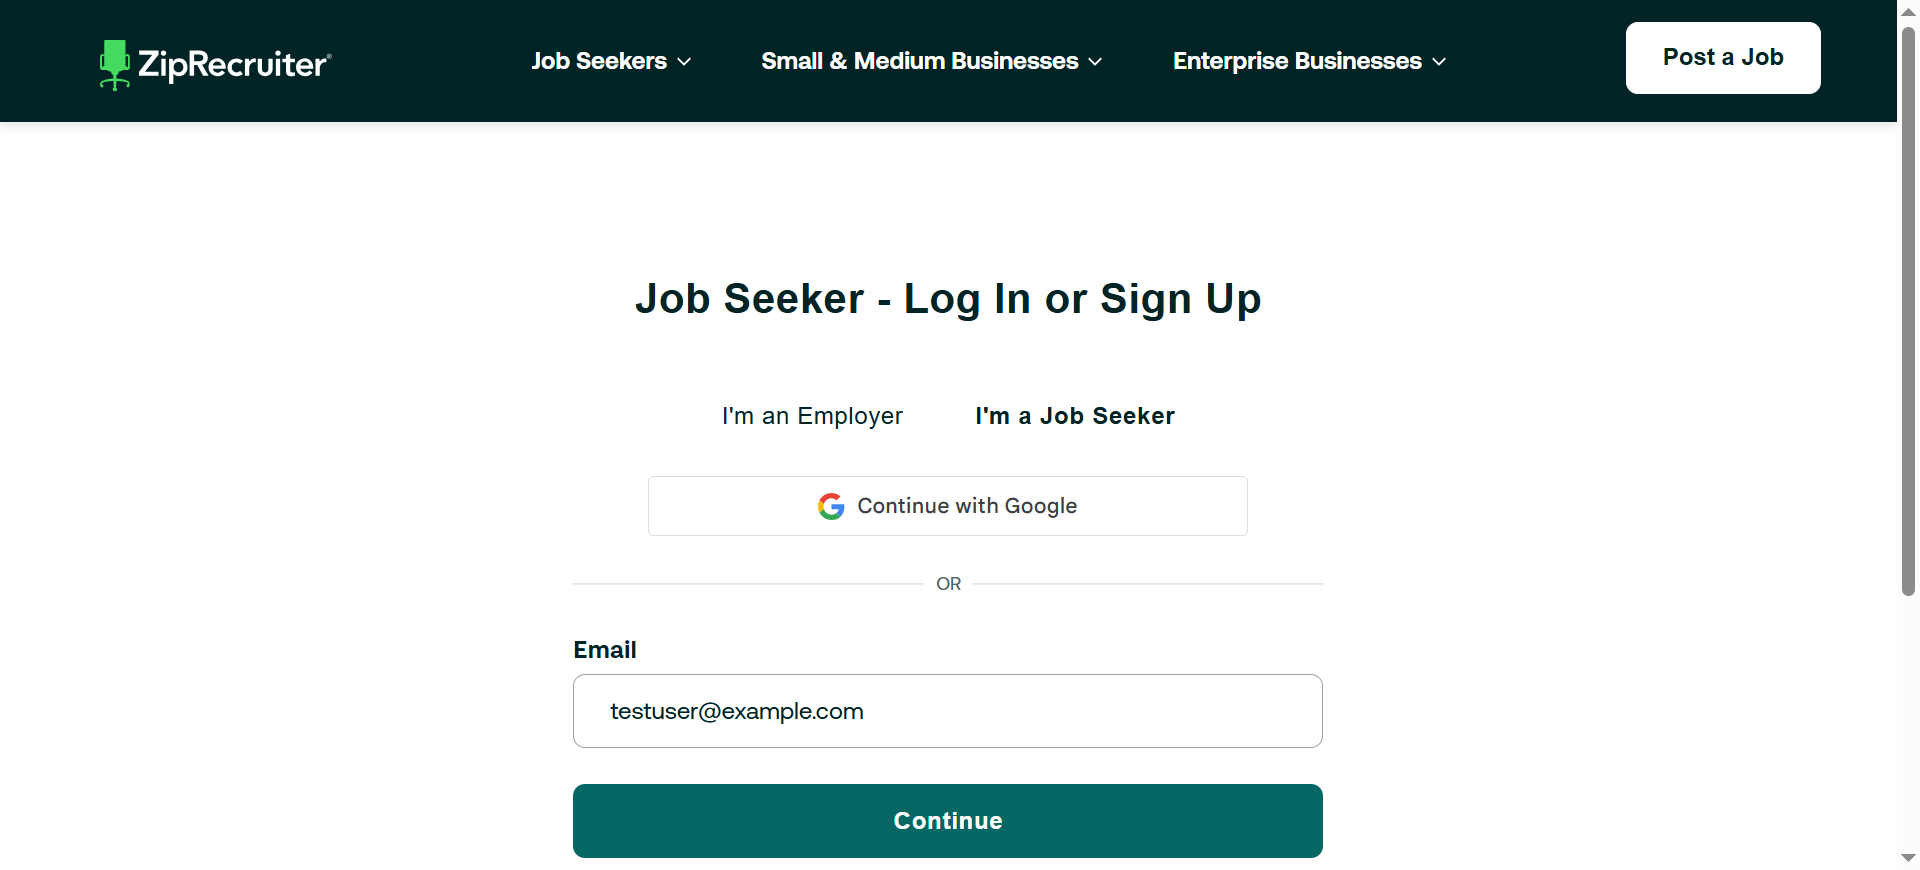 ZipRecruiter®
Job Seekers
Small & Medium Businesses
Enterprise Businesses
Post a Job
Job Seeker - Log In or Sign Up
I'm an Employer
I'm a Job Seeker
Continue with Google
OR
Email
testuser@example.com
Continue